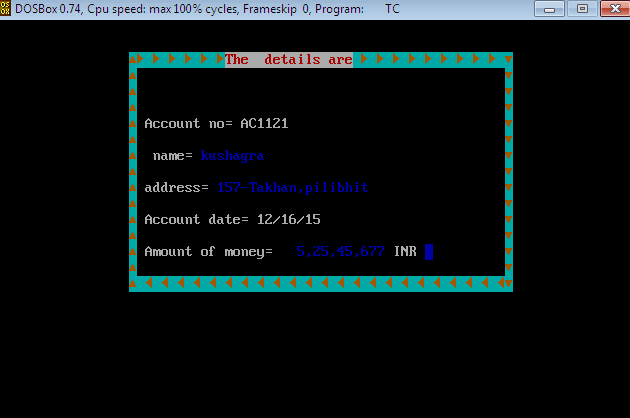 DOSBox 0.74, Cpu speed: max 100% cycles, Frameskip 0, Program: TC
The details are
Account no= AC1121
name= kushagra
address= 157-Takhan,pilibhit
Account date= 12/16/15
Amount of money= 5,25,45,677 INR